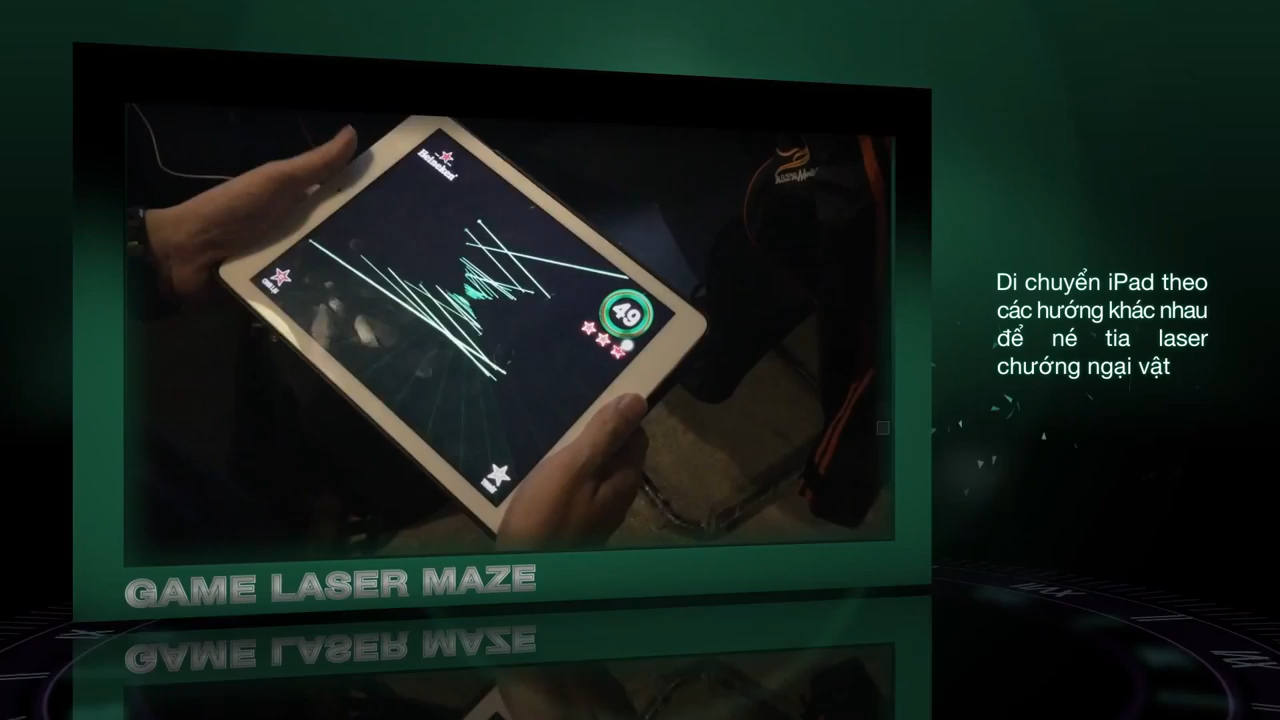 Heineken
49
GAME LASER MAZE
Di chuyển iPad theo
các hướng khác nhau
để né tia laser
chướng ngại vật